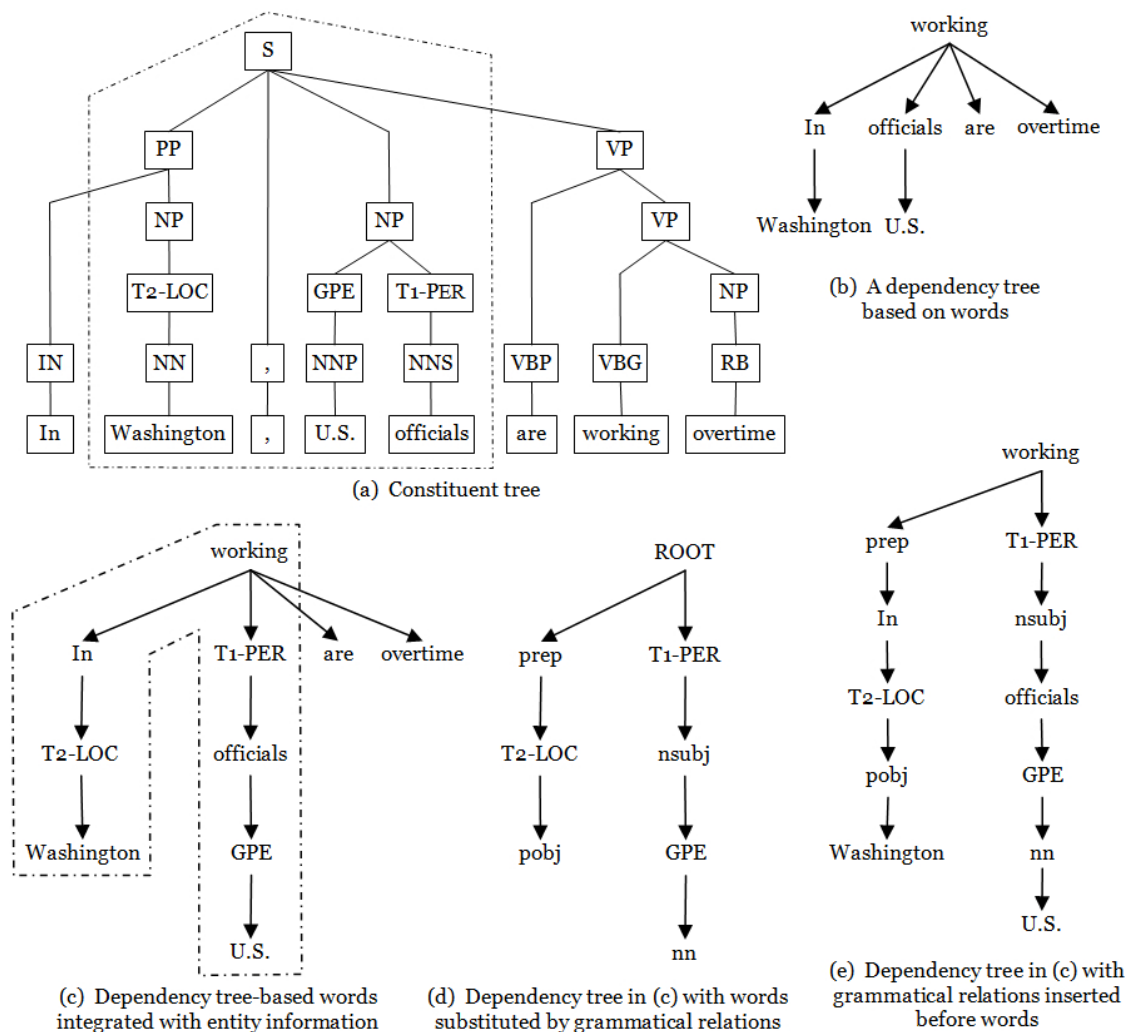 S
PP
VP
NP
NP
VP
T2-LOC
GPE
T1-PER
NP
IN
NN
,
NNP
NNS
VBP
VBG
RB
In
Washington
,
U.S.
officials
are
working
overtime
(a) Constituent tree
working
In
officials
are
overtime
Washington
U.S.
(b) A dependency tree
based on words
working
In
T1-PER
are
overtime
T2-LOC
officials
Washington
GPE
U.S.
(c) Dependency tree-based words
integrated with entity information
ROOT
prep
T1-PER
T2-LOC
nsubj
pobj
GPE
nn
(d) Dependency tree in (c) with words
substituted by grammatical relations
working
prep
T1-PER
In
nsubj
T2-LOC
officials
pobj
GPE
Washington
nn
U.S.
(e) Dependency tree in (c) with
grammatical relations inserted
before words